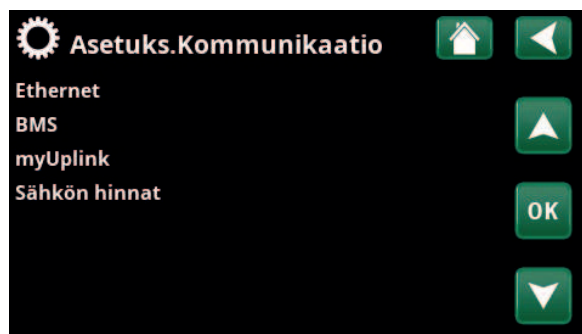 Asetuks.Kommunikaatio
Ethernet
BMS
myUplink
Sähkön hinnat
OK